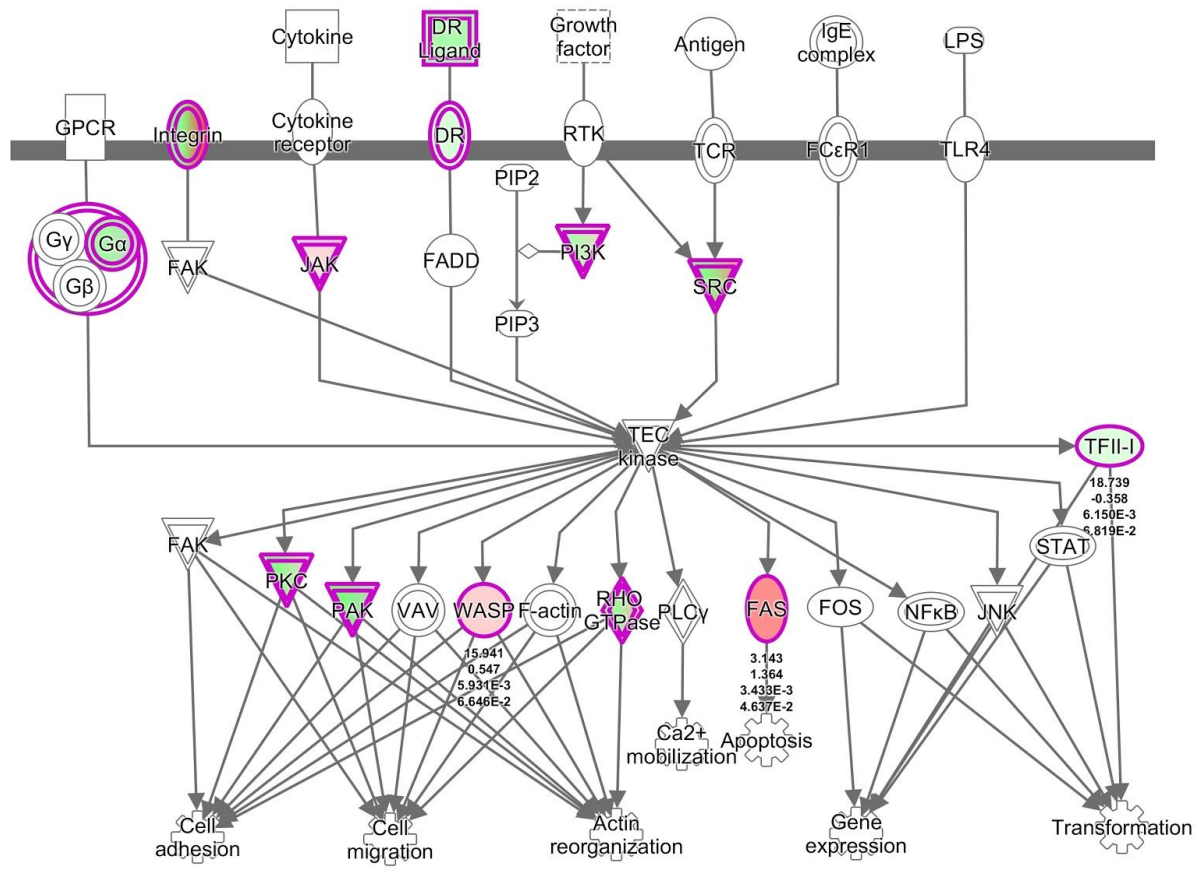 Cytokine
DR
Ligand
Growth
factor
Antigen
IgE
complex
LPS
GPCR
Integrin
Cytokine
receptor
DR
RTK
TCR
FCεR1
TLR4
PIP2
Gγ
Gα
Gβ
FAK
JAK
FADD
PI3K
SRC
PIP3
TEC
kinase
TFII-I
18.739
-0.358
6.150E-3
6.819E-2
FAK
STAT
PKC
PAK
VAV
WASP
F-actin
RHO
GTPase
PLCγ
FAS
FOS
NFκB
JNK
15.941
0.547
5.931E-3
6.646E-2
3.143
1.364
3.433E-3
4.637E-2
Ca2+
mobilization
Apoptosis
Cell
adhesion
Cell
migration
Actin
reorganization
Gene
expression
Transformation